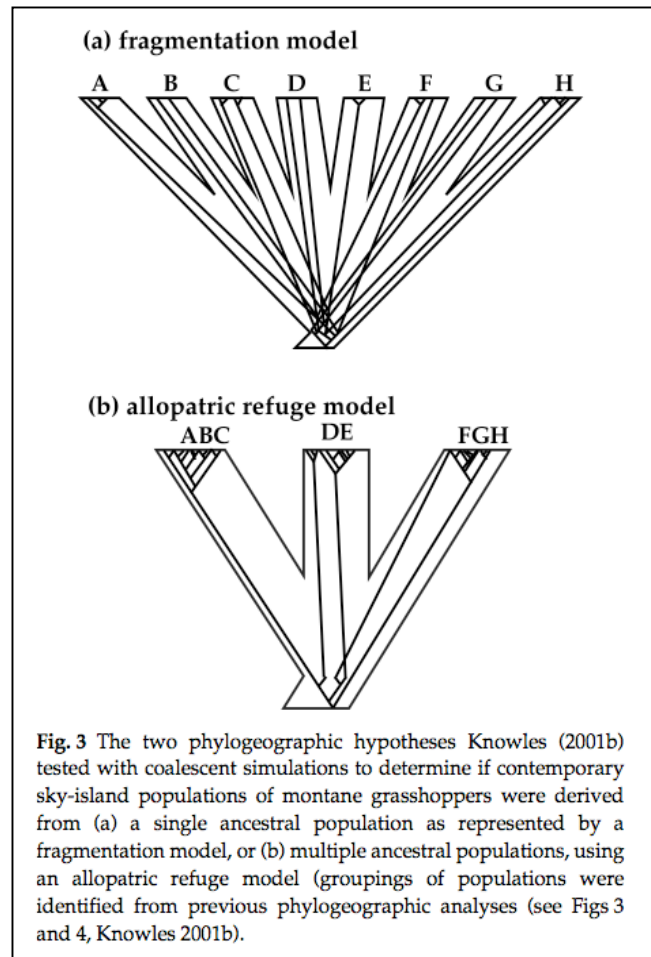 (a) fragmentation model
A B C D E F G H
(b) allopatric refuge model
ABC DE FGH
Fig. 3 The two phylogeographic hypotheses Knowles (2001b)
tested with coalescent simulations to determine if contemporary
sky-island populations of montane grasshoppers were derived
from (a) a single ancestral population as represented by a
fragmentation model, or (b) multiple ancestral populations, using
an allopatric refuge model (groupings of populations were
identified from previous phylogeographic analyses (see Figs 3
and 4, Knowles 2001b).